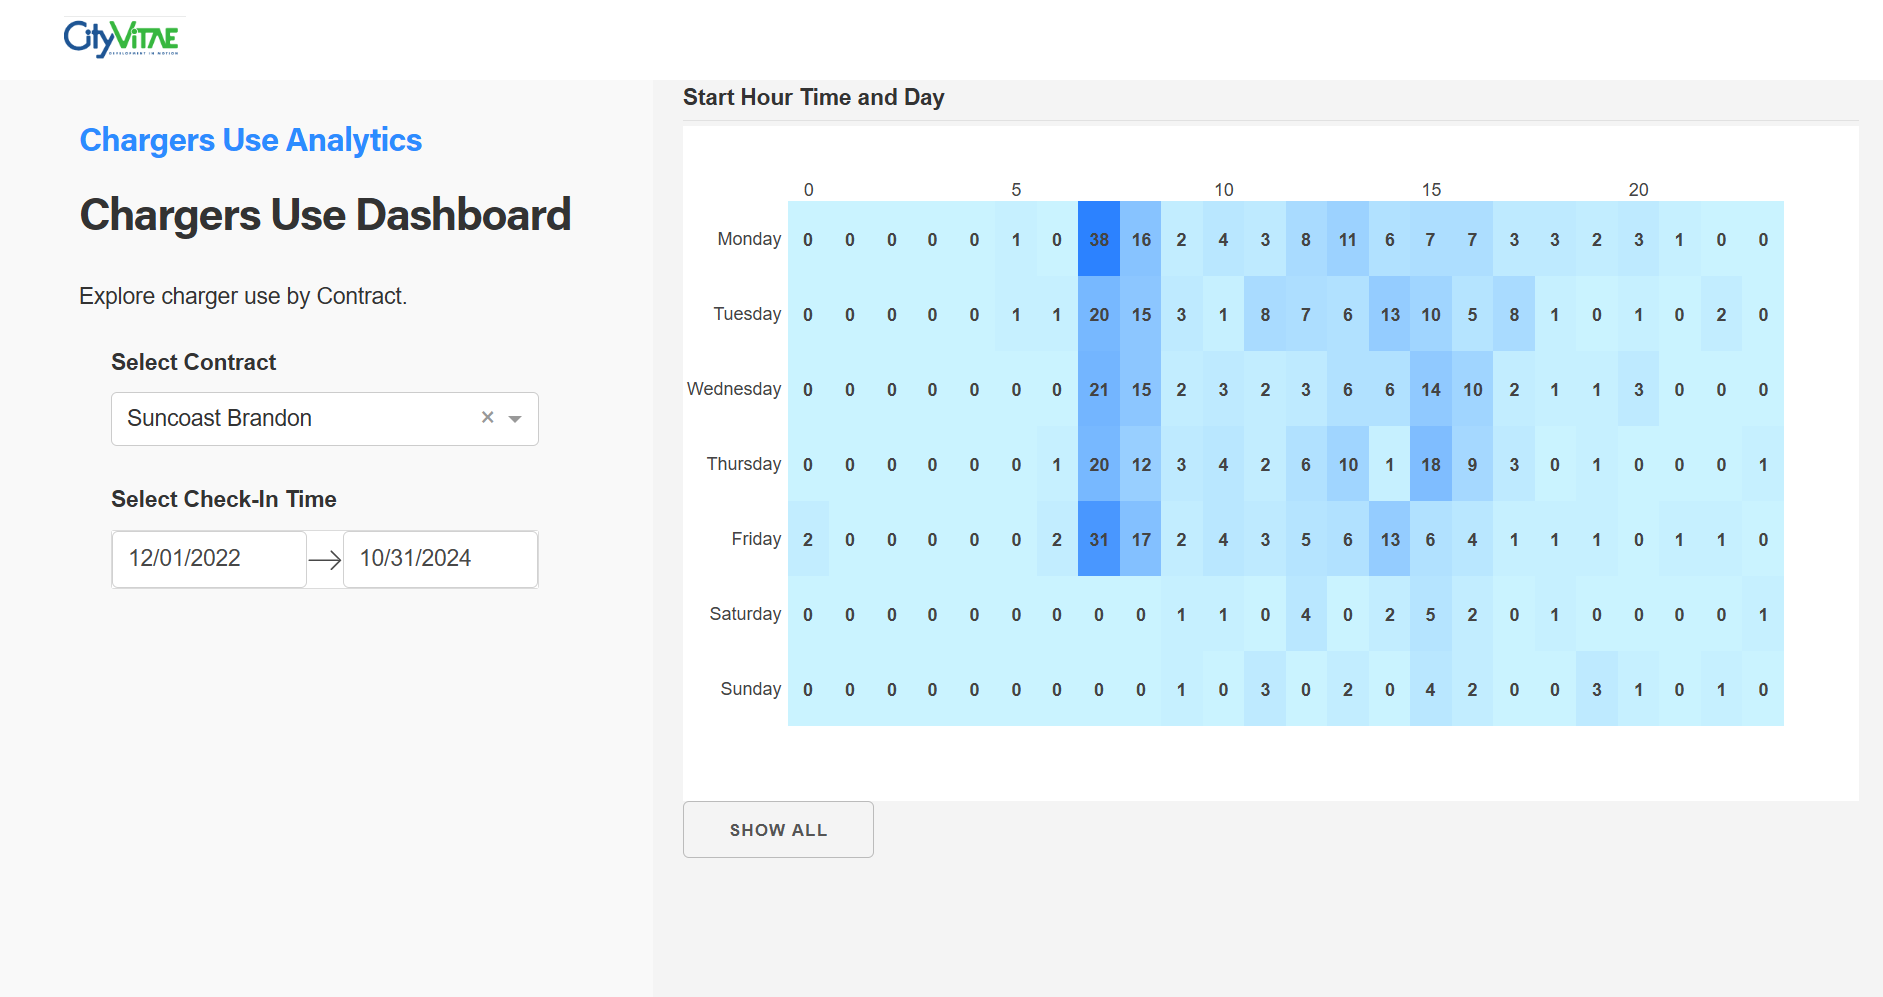 CityVITAE
DEVELOPMENT IN MOTION
Chargers Use Analytics
Chargers Use Dashboard
Explore charger use by Contract.
Select Contract
Suncoast Brandon
Select Check-In Time
12/01/2022 → 10/31/2024
Start Hour Time and Day
0 5 10 15 20
Monday 0 0 0 0 0 1 0 38 16 2 4 3 8 11 6 7 7 3 3 2 3 1 0 0
Tuesday 0 0 0 0 0 1 1 20 15 3 1 8 7 6 13 10 5 8 1 0 1 0 2 0
Wednesday 0 0 0 0 0 0 0 21 15 2 3 2 3 6 6 14 10 2 1 1 3 0 0 0
Thursday 0 0 0 0 0 0 1 20 12 3 4 2 6 10 1 18 9 3 0 1 0 0 0 1
Friday 2 0 0 0 0 0 2 31 17 2 4 3 5 6 13 6 4 1 1 1 0 1 1 0
Saturday 0 0 0 0 0 0 0 0 0 1 1 0 4 0 2 5 2 0 1 0 0 0 0 1
Sunday 0 0 0 0 0 0 0 0 0 1 0 3 0 2 0 4 2 0 0 3 1 0 1 0
SHOW ALL